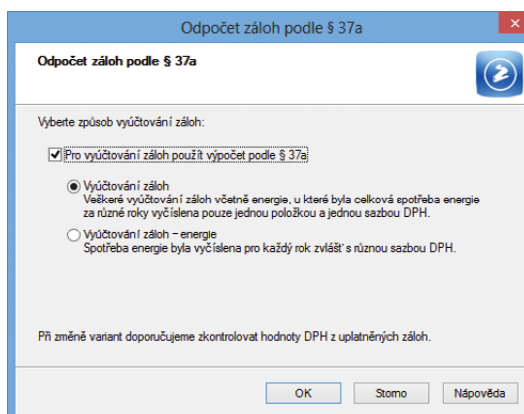 Odpočet záloh podle § 37a
Odpočet záloh podle § 37a
Vyberte způsob vyúčtování záloh:
Pro vyúčtování záloh použít výpočet podle § 37a
Vyúčtování záloh
Veškeré vyúčtování záloh včetně energie, u které byla celková spotřeba energie
za různé roky vyčíslena pouze jednou položkou a jednou sazbou DPH.
Vyúčtování záloh – energie
Spotřeba energie byla vyčíslena pro každý rok zvlášť s různou sazbou DPH.
Při změně variant doporučujeme zkontrolovat hodnoty DPH z uplatněných záloh.
OK Storno Nápověda